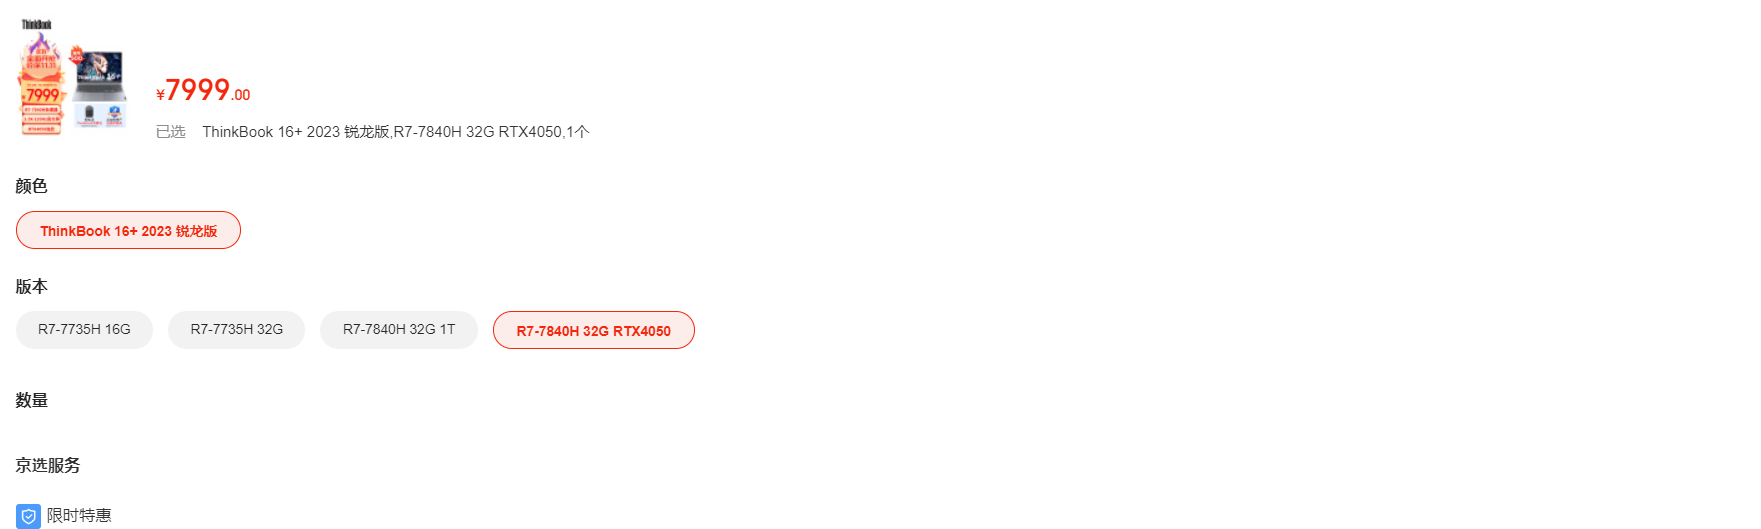 ThinkBook
7999
¥7999.00
已选 ThinkBook 16+ 2023 锐龙版,R7-7840H 32G RTX4050,1个
颜色
ThinkBook 16+ 2023 锐龙版
版本
R7-7735H 16G R7-7735H 32G R7-7840H 32G 1T R7-7840H 32G RTX4050
数量
京选服务
限时特惠